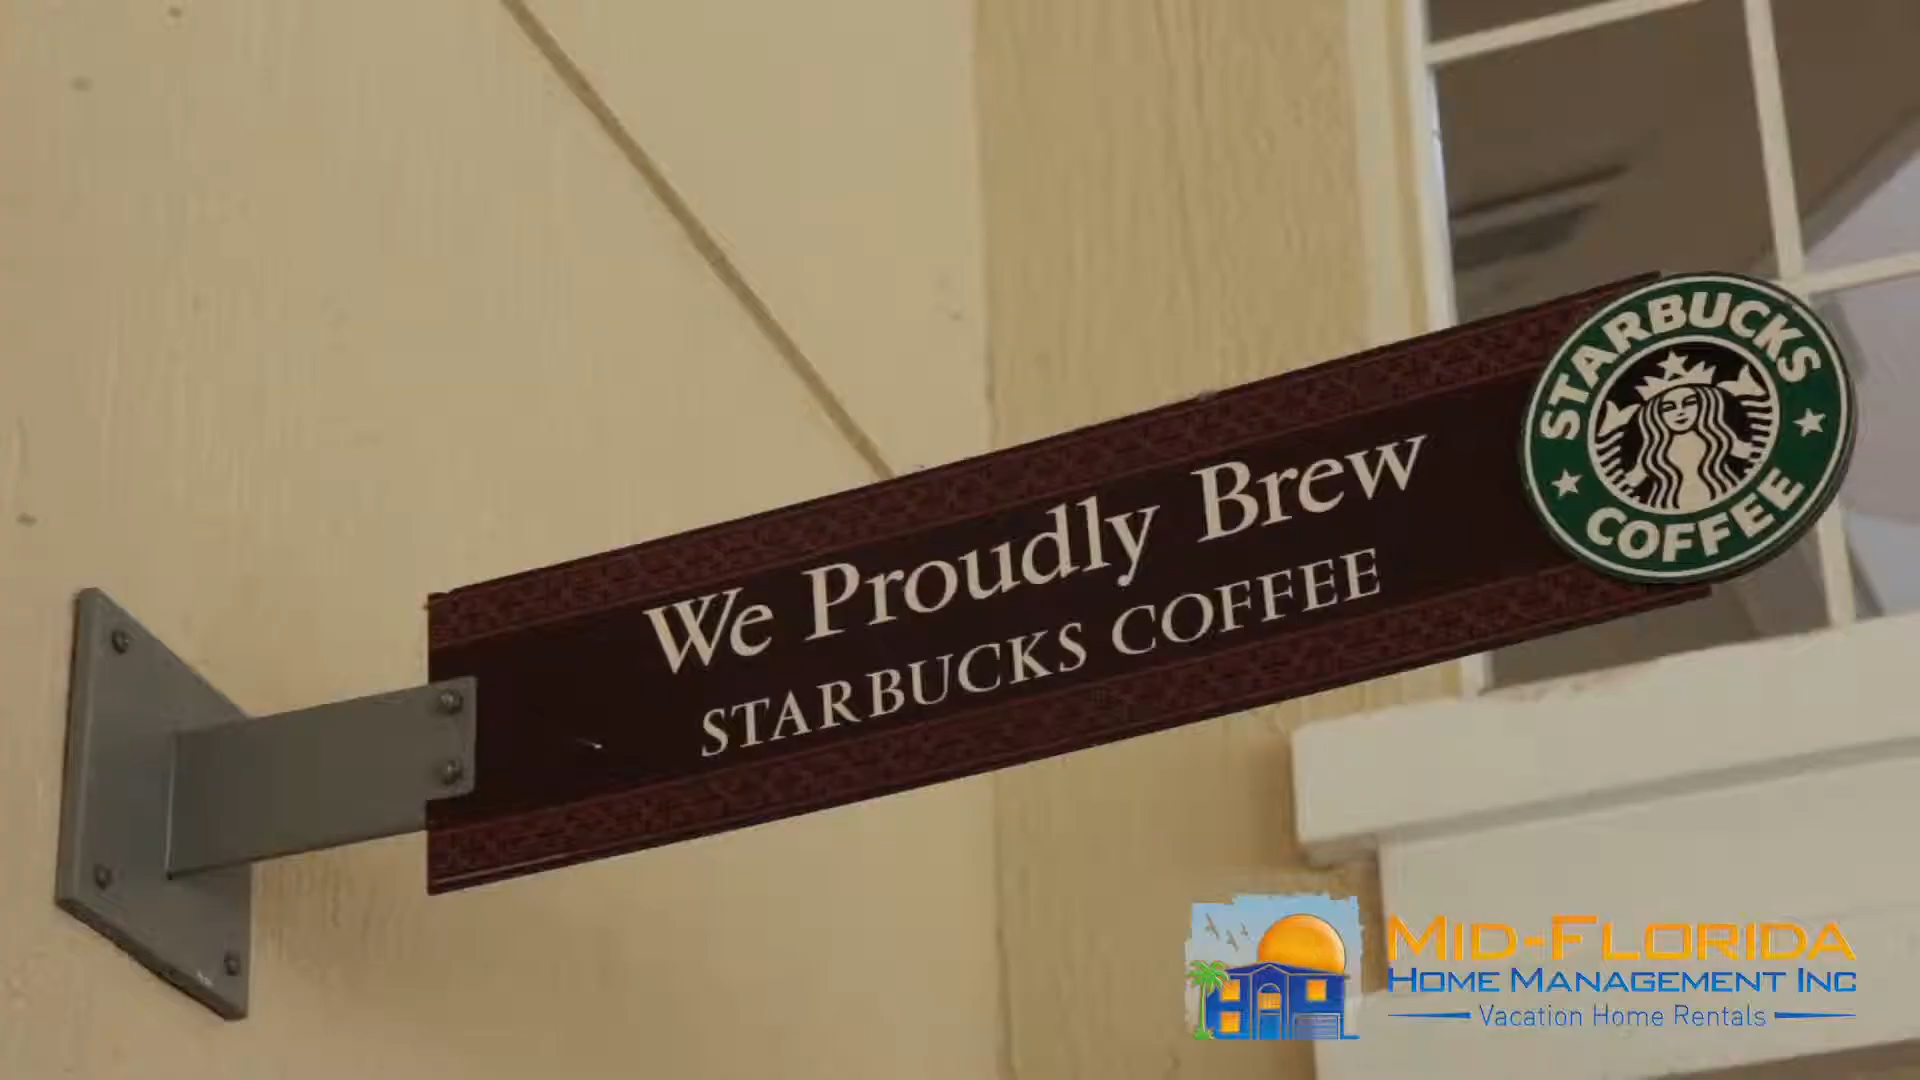 We Proudly Brew
STARBUCKS COFFEE
STARBUCKS
COFFEE
MID-FLORIDA
HOME MANAGEMENT INC
Vacation Home Rentals